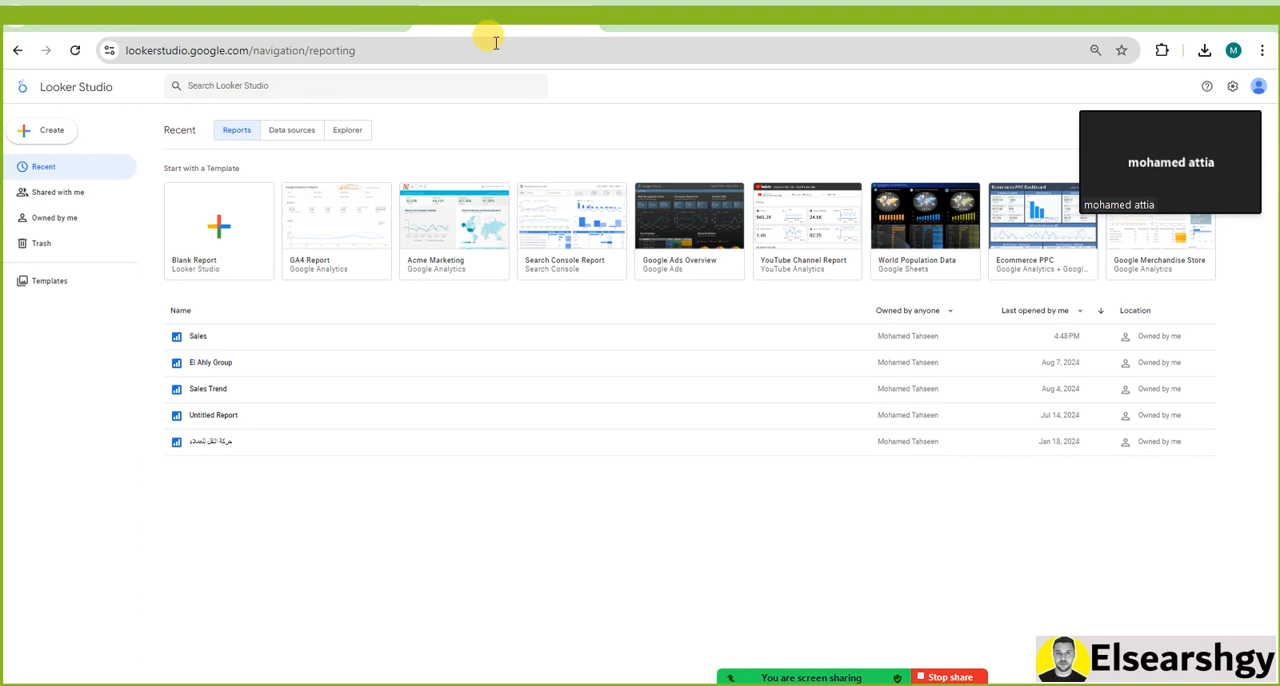 lookerstudio.google.com/navigation/reporting
M
Looker Studio
Search Looker Studio
Create
Recent
Shared with me
Owned by me
Trash
Templates
Recent
Reports
Data sources
Explorer
mohamed attia
mohamed attia
Start with a Template
Blank Report
Looker Studio
GA4 Report
Google Analytics
Acme Marketing
Google Analytics
Search Console Report
Search Console
Google Ads Overview
Google Ads
YouTube Channel Report
YouTube Analytics
World Population Data
Google Sheets
Ecommerce PPC
Google Analytics + Googl...
Google Merchandise Store
Google Analytics
Name Owned by anyone Last opened by me Location
Sales Mohamed Tahseen 4:48 PM Owned by me
El Ahly Group Mohamed Tahseen Aug 7, 2024 Owned by me
Sales Trend Mohamed Tahseen Aug 4, 2024 Owned by me
Untitled Report Mohamed Tahseen Jul 14, 2024 Owned by me
حركة النقل للعملاء Mohamed Tahseen Jan 18, 2024 Owned by me
You are screen sharing
Stop share
Elsearshgy